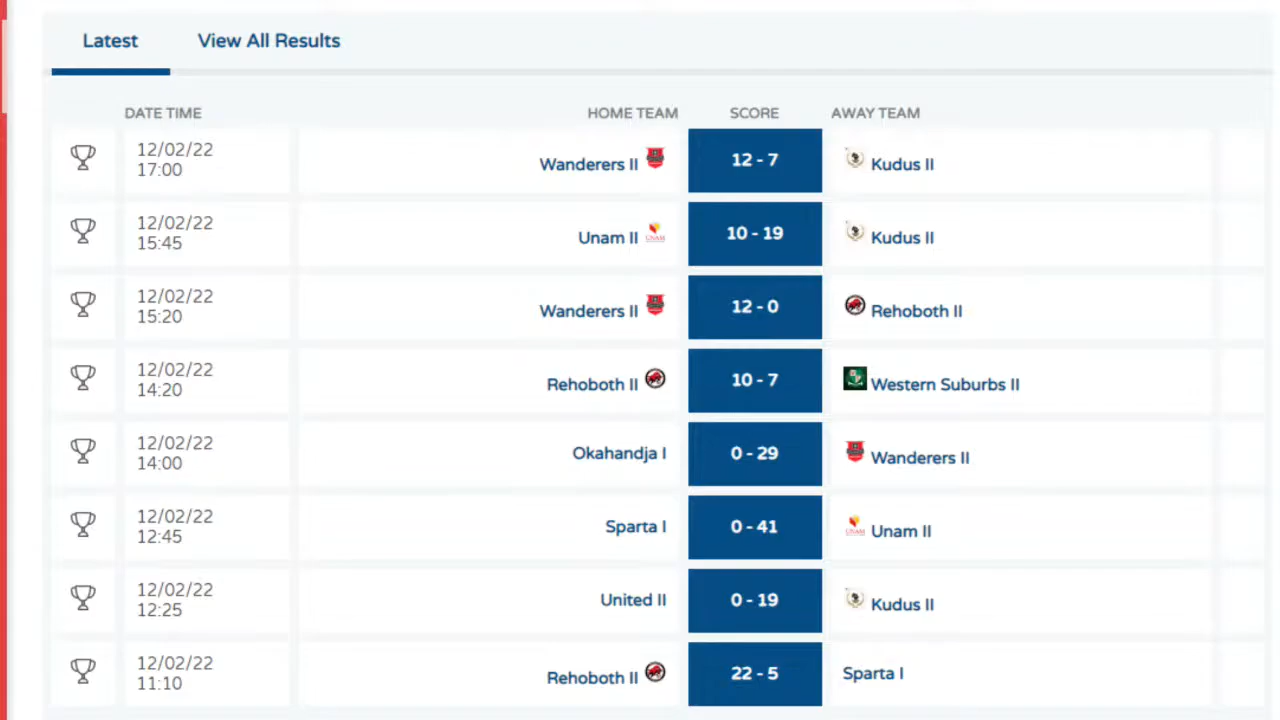 Latest View All Results
DATE TIME HOME TEAM SCORE AWAY TEAM
12/02/22
17:00
Wanderers II 12 - 7 Kudus II
12/02/22
15:45
Unam II 10 - 19 Kudus II
12/02/22
15:20
Wanderers II 12 - 0 Rehoboth II
12/02/22
14:20
Rehoboth II 10 - 7 Western Suburbs II
12/02/22
14:00
Okahandja I 0 - 29 Wanderers II
12/02/22
12:45
Sparta I 0 - 41 Unam II
12/02/22
12:25
United II 0 - 19 Kudus II
12/02/22
11:10
Rehoboth II 22 - 5 Sparta I